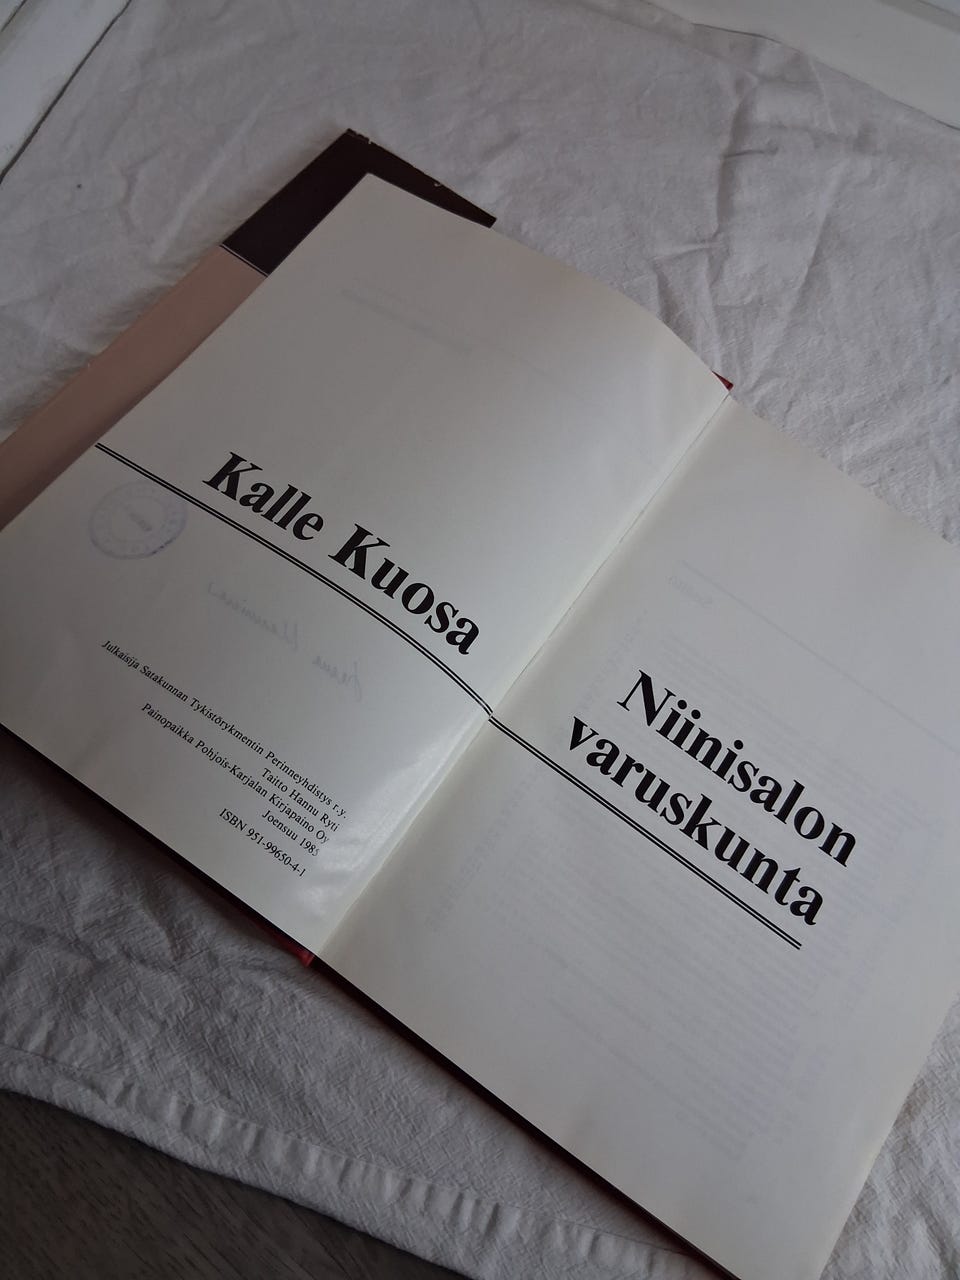 Kalle Kuosa
Julkaisija Satakunnan Tykistörykmentin Perinneyhdistys r.y.
Taitto Hannu Ryti
Painopaikka Pohjois-Karjalan Kirjapaino Oy
Joensuu 1985
ISBN 951-99650-4-1
Niinisalon
varuskunta